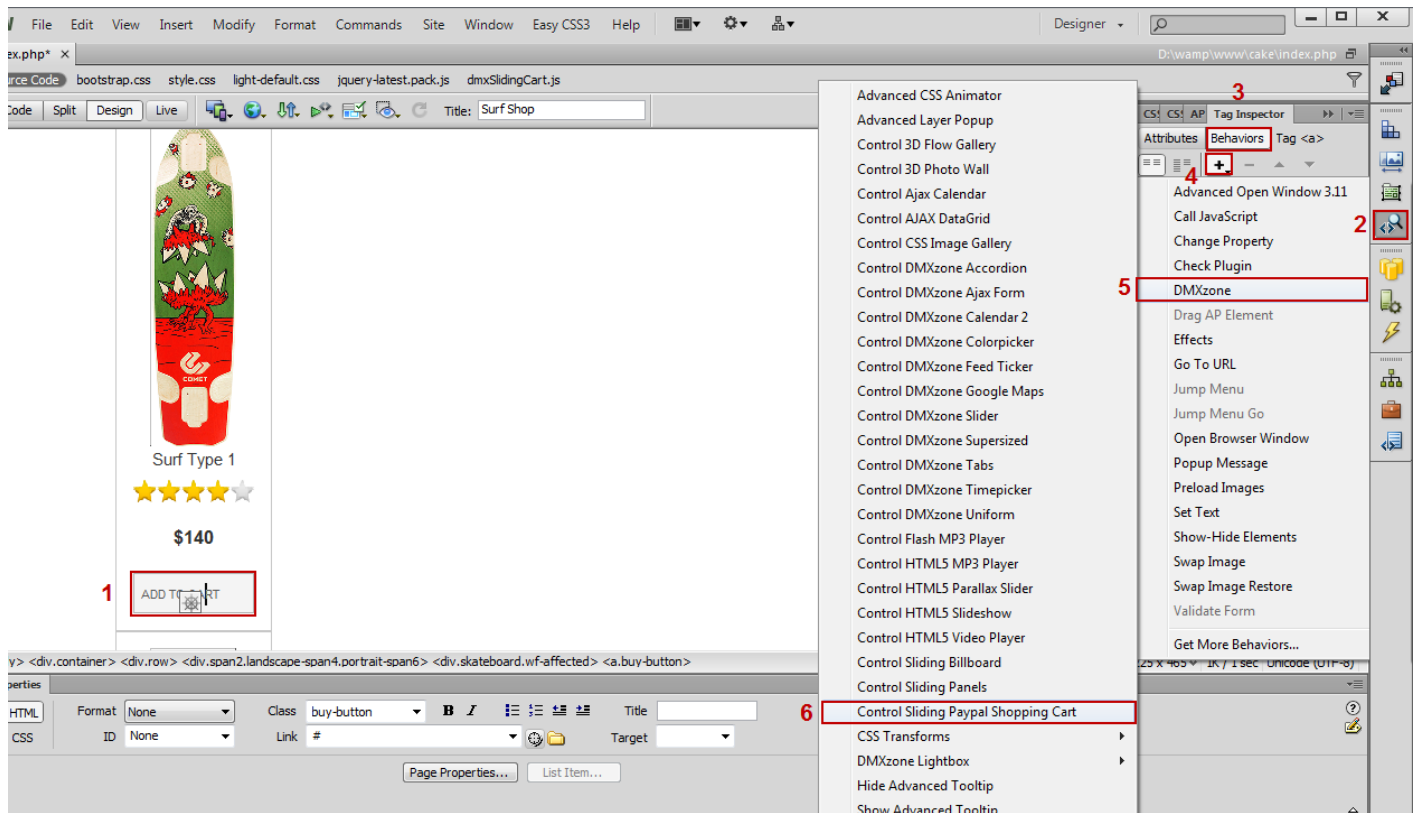 File Edit View Insert Modify Format Commands Site Window Easy CSS3 Help Designer
ex.php* × D:\wamp\www\cake\index.php
urce Code bootstrap.css style.css light-default.css jquery-latest.pack.js dmxSlidingCart.js
Code Split Design Live Title: Surf Shop
3
CS CS AP Tag Inspector
Attributes Behaviors Tag <a>
4
2
COMET
Surf Type 1
$140
1 ADD TO CART
Advanced CSS Animator
Advanced Layer Popup
Control 3D Flow Gallery
Control 3D Photo Wall
Control Ajax Calendar
Control AJAX DataGrid
Control CSS Image Gallery
Control DMXzone Accordion
Control DMXzone Ajax Form
Control DMXzone Calendar 2
Control DMXzone Colorpicker
Control DMXzone Feed Ticker
Control DMXzone Google Maps
Control DMXzone Slider
Control DMXzone Supersized
Control DMXzone Tabs
Control DMXzone Timepicker
Control DMXzone Uniform
Control Flash MP3 Player
Control HTML5 MP3 Player
Control HTML5 Parallax Slider
Control HTML5 Slideshow
Control HTML5 Video Player
Control Sliding Billboard
Control Sliding Panels
6 Control Sliding Paypal Shopping Cart
CSS Transforms
DMXzone Lightbox
Hide Advanced Tooltip
Show Advanced Tooltip
Advanced Open Window 3.11
Call JavaScript
Change Property
Check Plugin
5 DMXzone
Drag AP Element
Effects
Go To URL
Jump Menu
Jump Menu Go
Open Browser Window
Popup Message
Preload Images
Set Text
Show-Hide Elements
Swap Image
Swap Image Restore
Validate Form
Get More Behaviors...
y> <div.container> <div.row> <div.span2.landscape-span4.portrait-span6> <div.skateboard.wf-affected> <a.buy-button>
225 x 465 1K / 1 sec Unicode (UTF-8)
perties
HTML Format None Class buy-button B I Title
CSS ID None Link # Target
Page Properties... List Item...